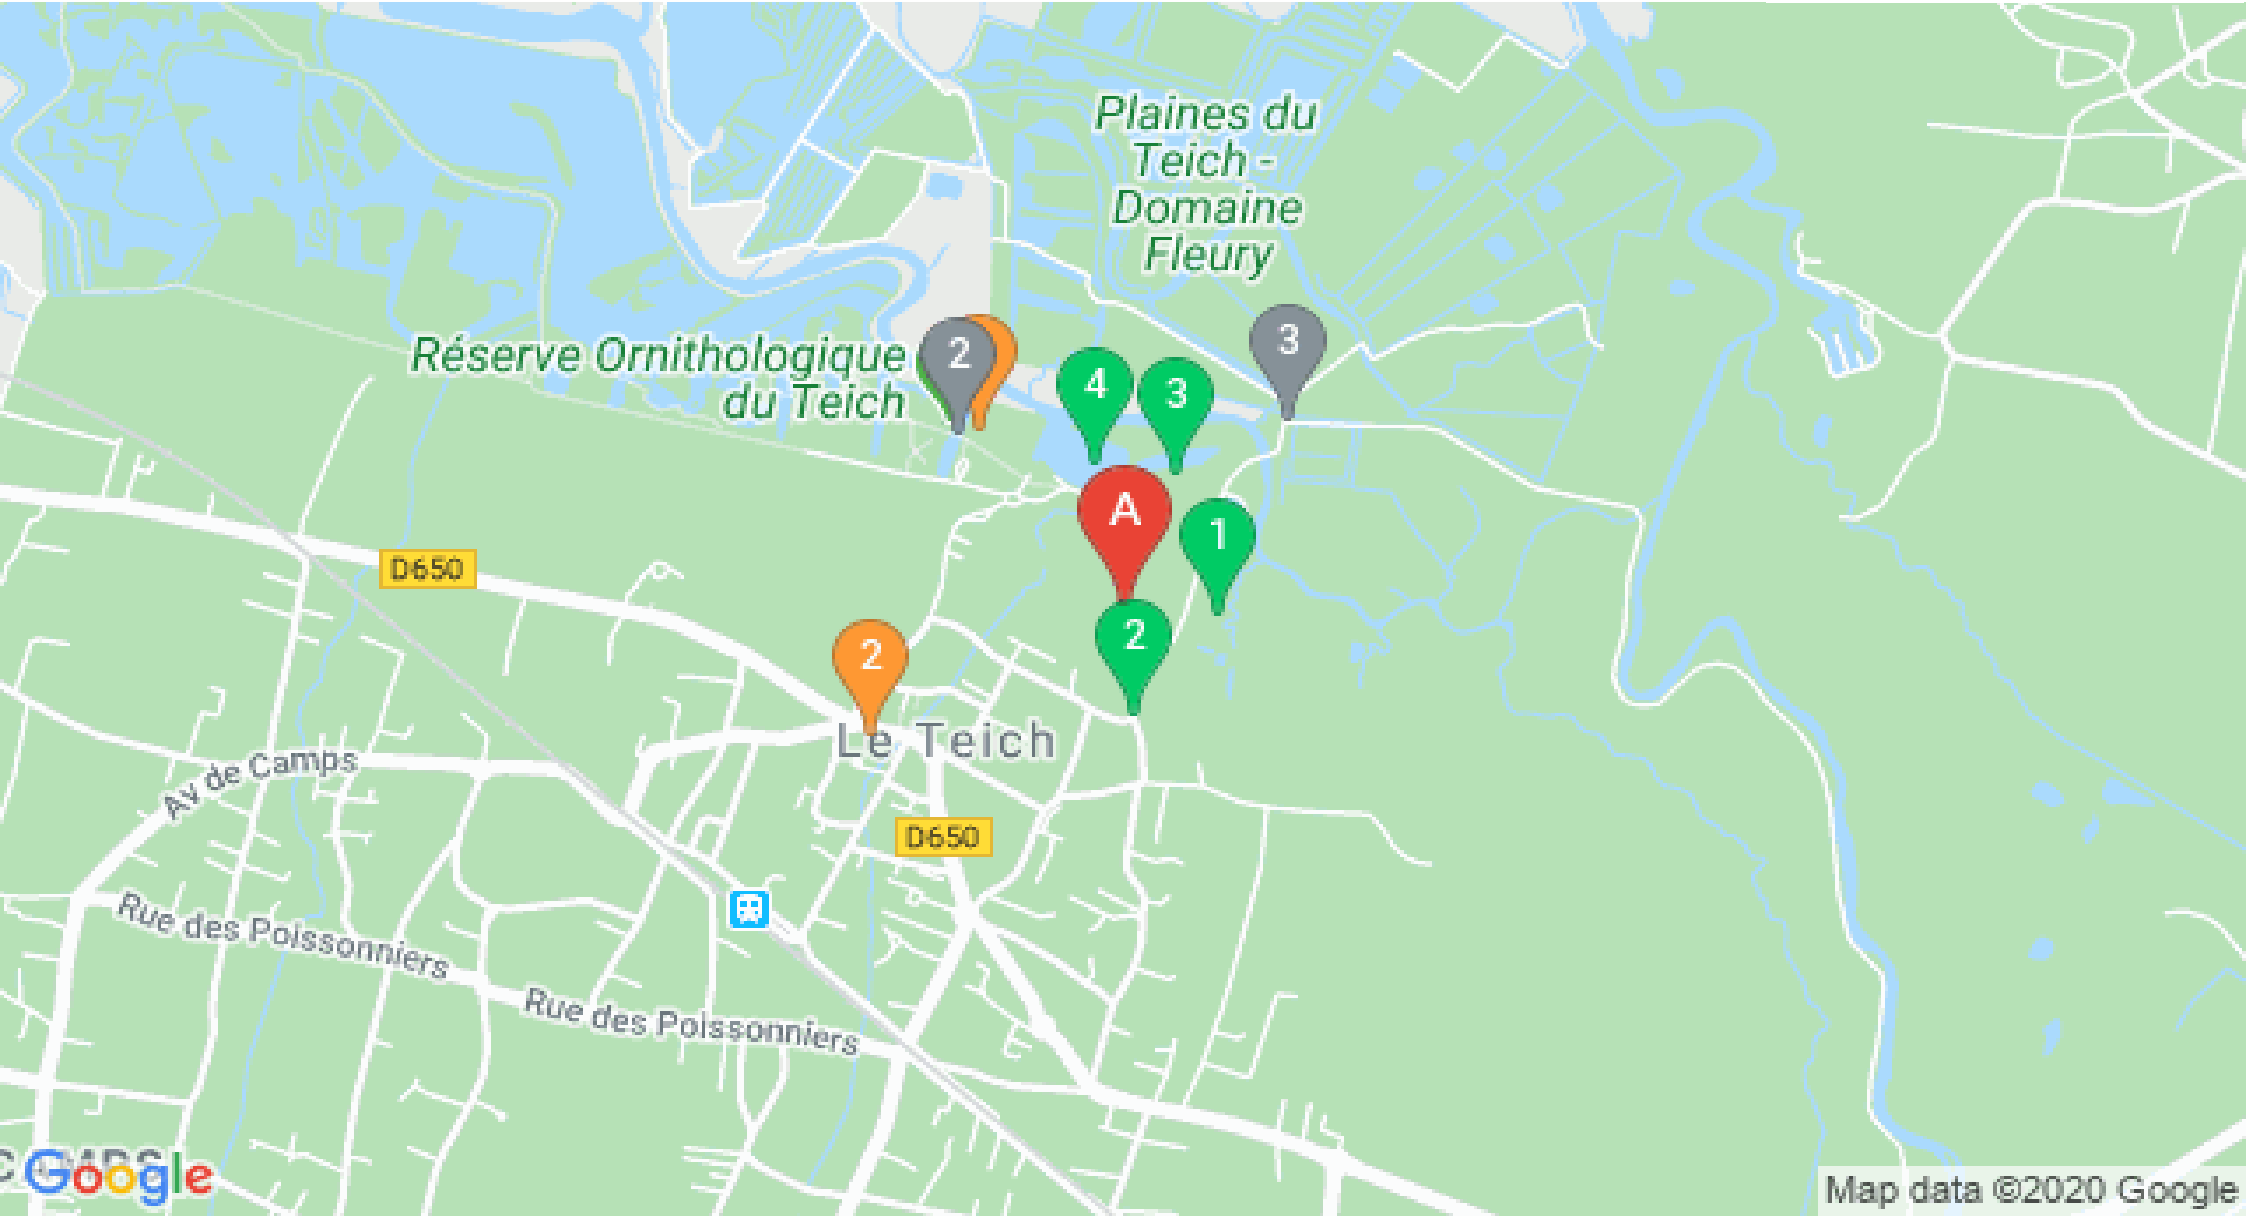 Plaines du
Teich -
Domaine
Fleury
Réserve Ornithologique
du Teich
2
3
4
3
A
1
2
D650
2
Le Teich
Av de Camps
D650
Rue des Poissonniers
Rue des Poissonniers
Google
Map data ©2020 Google